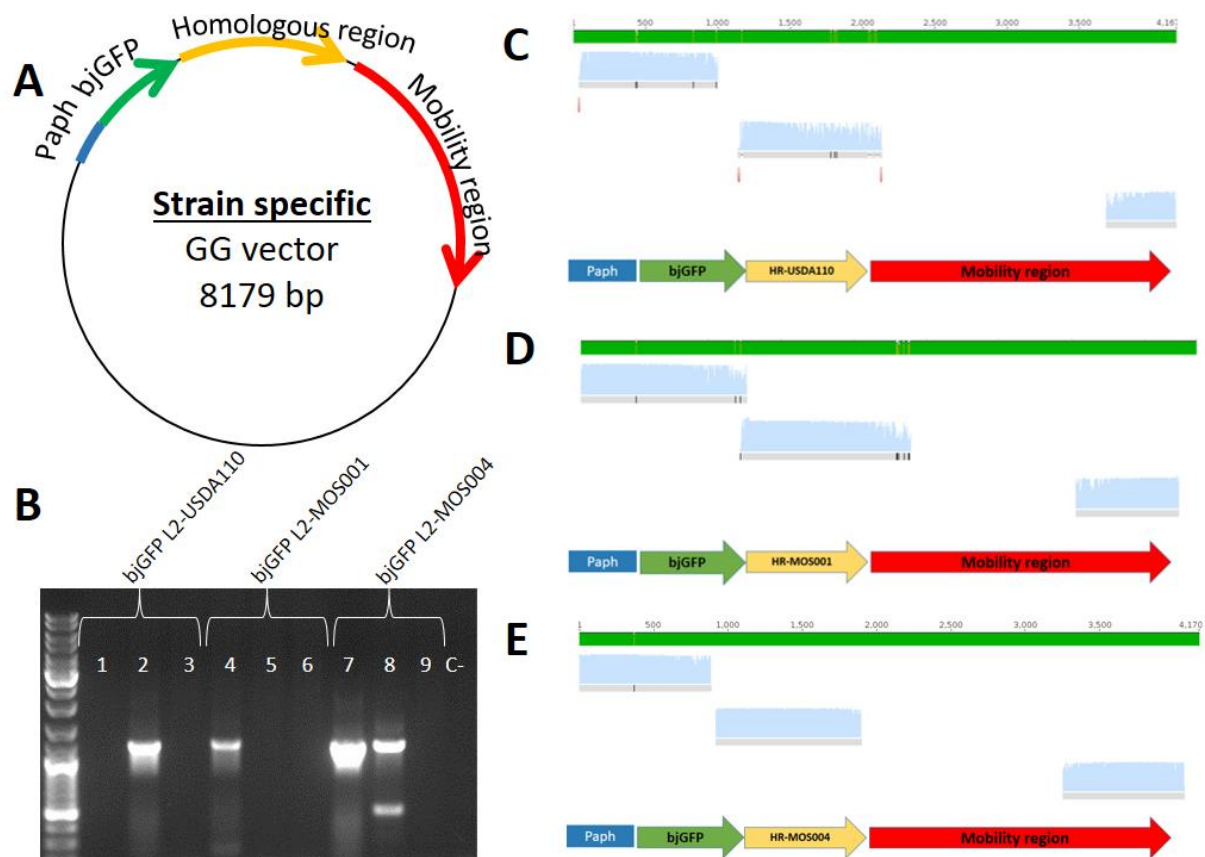 A
Paph bjGFP
Homologous region
Mobility region
Strain specific
GG vector
8179 bp
B
bjGFP L2-USDA110
bjGFP L2-MOS001
bjGFP L2-MOS004
1 2 3 4 5 6 7 8 9 C-
C
1 500 1,000 1,500 2,000 2,500 3,000 3,500 4,16
Paph bjGFP HR-USDA110 Mobility region
D
Paph bjGFP HR-MOS001 Mobility region
E
1 500 1,000 1,500 2,000 2,500 3,000 3,500 4,170
Paph bjGFP HR-MOS004 Mobility region